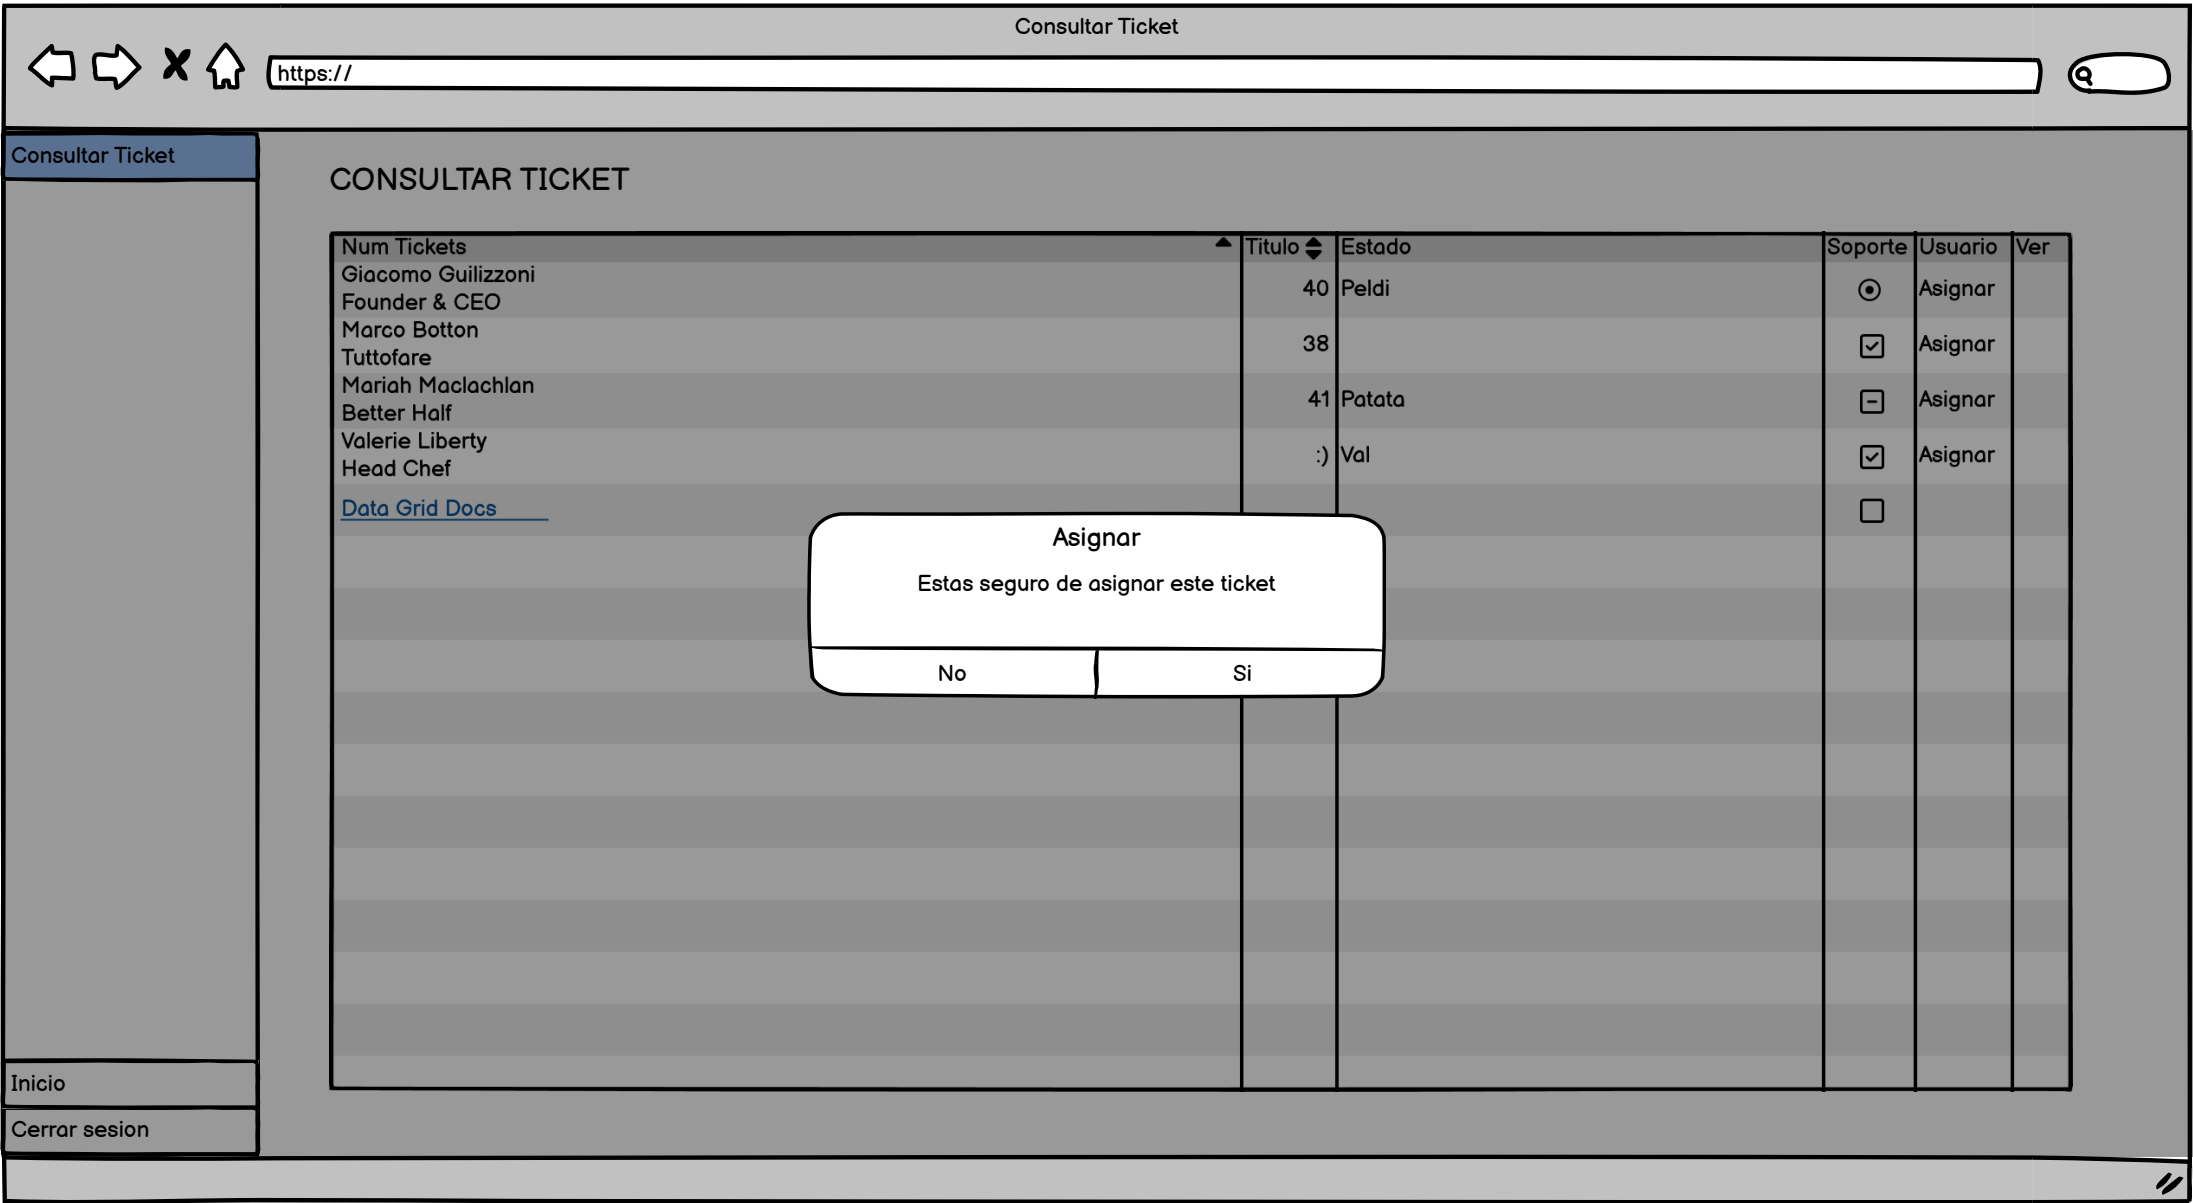 Consultar Ticket
https://
Consultar Ticket
CONSULTAR TICKET
Num Tickets Titulo Estado Soporte Usuario Ver
Giacomo Guilizzoni
Founder & CEO
40 Peldi Asignar
Marco Botton
Tuttofare
38 Asignar
Mariah Maclachlan
Better Half
41 Patata Asignar
Valerie Liberty
Head Chef
:) Val Asignar
Data Grid Docs
Asignar
Estas seguro de asignar este ticket
No Si
Inicio
Cerrar sesion